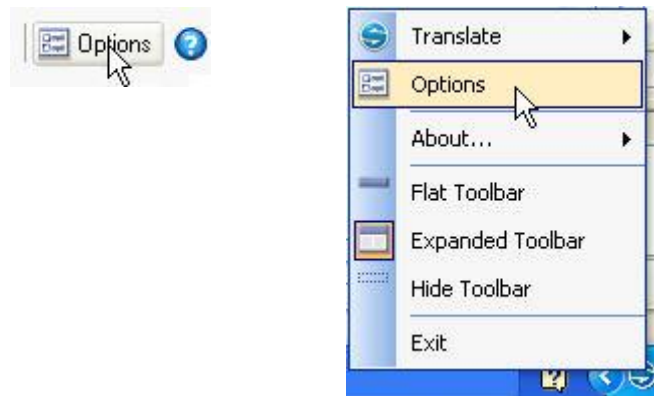 Options
Translate
Options
About...
Flat Toolbar
Expanded Toolbar
Hide Toolbar
Exit